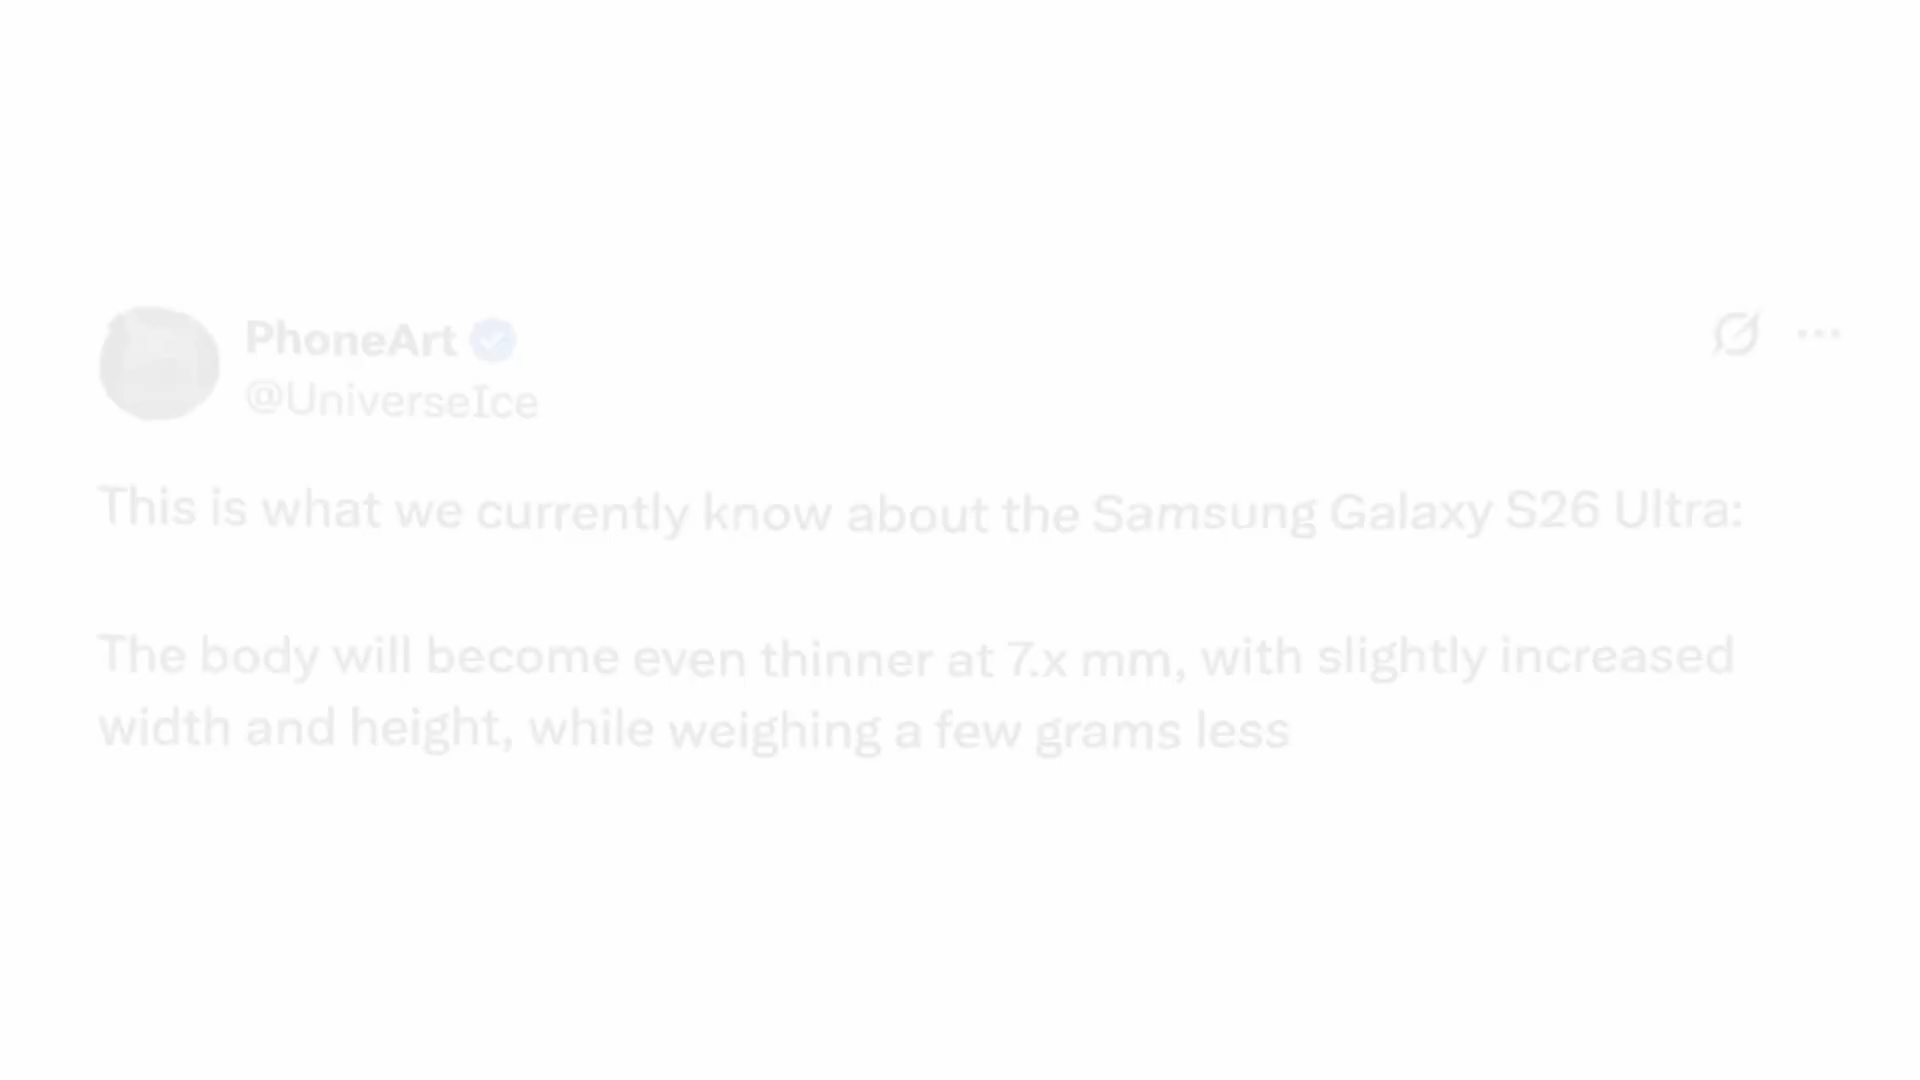 PhoneArt
@UniverseIce
This is what we currently know about the Samsung Galaxy S26 Ultra:
The body will become even thinner at 7.x mm, with slightly increased
width and height, while weighing a few grams less